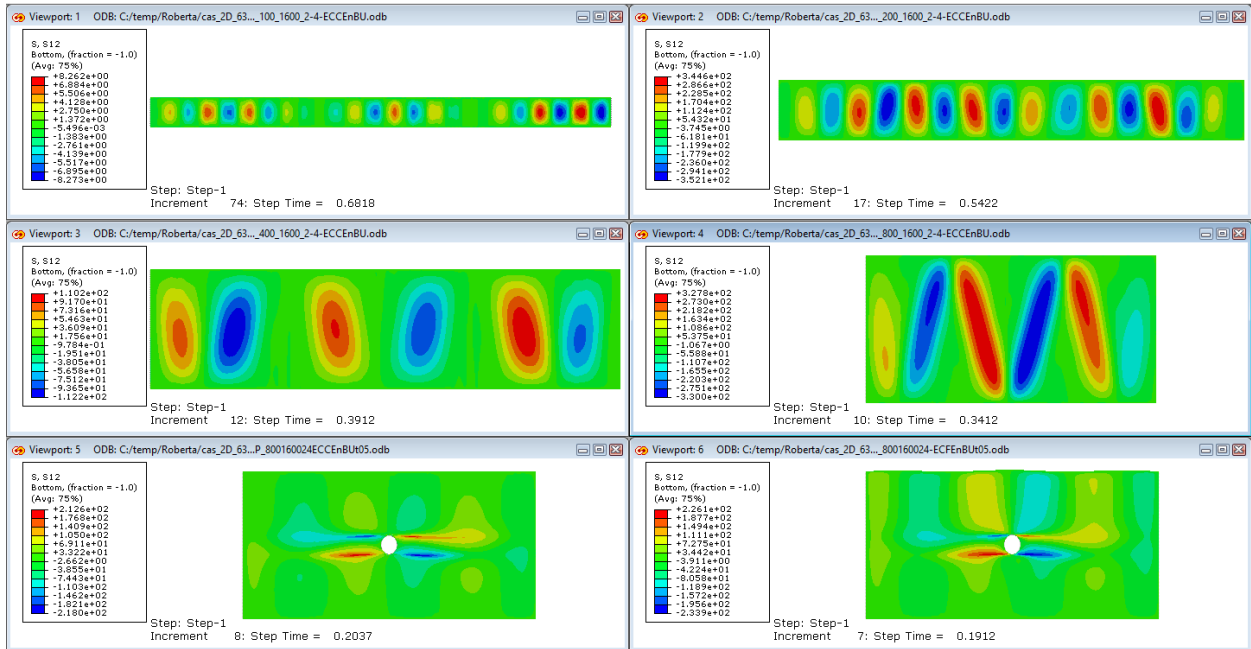 Viewport: 1 ODB: C:/temp/Roberta/cas_2D_63..._100_1600_2-4-ECCEnBU.odb
S, S12
Bottom, (fraction = -1.0)
(Avg: 75%)
+8.262e+00
+6.884e+00
+5.506e+00
+4.128e+00
+2.750e+00
+1.372e+00
-5.496e-03
-1.383e+00
-2.761e+00
-4.139e+00
-5.517e+00
-6.895e+00
-8.273e+00
Step: Step-1
Increment 74: Step Time = 0.6818
Viewport: 2 ODB: C:/temp/Roberta/cas_2D_63..._200_1600_2-4-ECCEnBU.odb
S, S12
Bottom, (fraction = -1.0)
(Avg: 75%)
+3.446e+02
+2.866e+02
+2.285e+02
+1.704e+02
+1.124e+02
+5.432e+01
-3.745e+00
-6.181e+01
-1.199e+02
-1.779e+02
-2.360e+02
-2.941e+02
-3.521e+02
Step: Step-1
Increment 17: Step Time = 0.5422
Viewport: 3 ODB: C:/temp/Roberta/cas_2D_63..._400_1600_2-4-ECCEnBU.odb
S, S12
Bottom, (fraction = -1.0)
(Avg: 75%)
+1.102e+02
+9.170e+01
+7.316e+01
+5.463e+01
+3.609e+01
+1.756e+01
-9.784e-01
-1.951e+01
-3.805e+01
-5.658e+01
-7.512e+01
-9.365e+01
-1.122e+02
Step: Step-1
Increment 12: Step Time = 0.3912
Viewport: 4 ODB: C:/temp/Roberta/cas_2D_63..._800_1600_2-4-ECCEnBU.odb
S, S12
Bottom, (fraction = -1.0)
(Avg: 75%)
+3.278e+02
+2.730e+02
+2.182e+02
+1.634e+02
+1.086e+02
+5.375e+01
-1.067e+00
-5.588e+01
-1.107e+02
-1.655e+02
-2.203e+02
-2.751e+02
-3.300e+02
Step: Step-1
Increment 10: Step Time = 0.3412
Viewport: 5 ODB: C:/temp/Roberta/cas_2D_63...P_800160024ECCEnBUt05.odb
S, S12
Bottom, (fraction = -1.0)
(Avg: 75%)
+2.126e+02
+1.768e+02
+1.409e+02
+1.050e+02
+6.911e+01
+3.322e+01
-2.662e+00
-3.855e+01
-7.443e+01
-1.103e+02
-1.462e+02
-1.821e+02
-2.180e+02
Step: Step-1
Increment 8: Step Time = 0.2037
Viewport: 6 ODB: C:/temp/Roberta/cas_2D_63..._800160024-ECFEnBUt05.odb
S, S12
Bottom, (fraction = -1.0)
(Avg: 75%)
+2.261e+02
+1.877e+02
+1.494e+02
+1.111e+02
+7.275e+01
+3.442e+01
-3.911e+00
-4.224e+01
-8.058e+01
-1.189e+02
-1.572e+02
-1.956e+02
-2.339e+02
Step: Step-1
Increment 7: Step Time = 0.1912